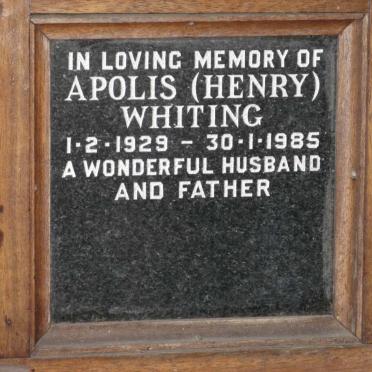 IN LOVING MEMORY OF
APOLIS (HENRY)
WHITING
1·2·1929 – 30·1·1985
A WONDERFUL HUSBAND
AND FATHER